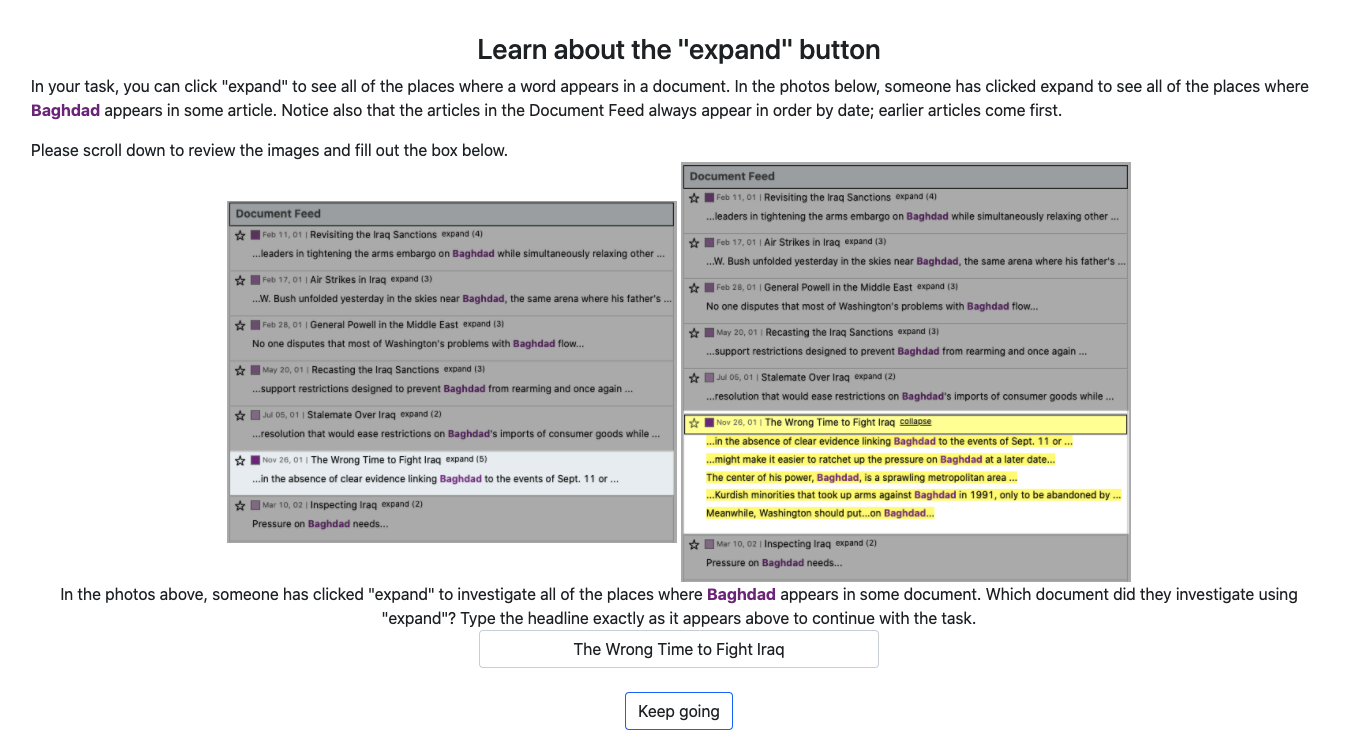 Learn about the "expand" button
In your task, you can click "expand" to see all of the places where a word appears in a document. In the photos below, someone has clicked expand to see all of the places where
Baghdad appears in some article. Notice also that the articles in the Document Feed always appear in order by date; earlier articles come first.
Please scroll down to review the images and fill out the box below.
Document Feed
Feb 11, 01 | Revisiting the Iraq Sanctions expand (4)
...leaders in tightening the arms embargo on Baghdad while simultaneously relaxing other ...
Feb 17, 01 | Air Strikes in Iraq expand (3)
...W. Bush unfolded yesterday in the skies near Baghdad, the same arena where his father's ...
Feb 28, 01 | General Powell in the Middle East expand (3)
No one disputes that most of Washington's problems with Baghdad flow...
May 20, 01 | Recasting the Iraq Sanctions expand (3)
...support restrictions designed to prevent Baghdad from rearming and once again ...
Jul 05, 01 | Stalemate Over Iraq expand (2)
...resolution that would ease restrictions on Baghdad's imports of consumer goods while ...
Nov 26, 01 | The Wrong Time to Fight Iraq expand (5)
...in the absence of clear evidence linking Baghdad to the events of Sept. 11 or ...
Mar 10, 02 | Inspecting Iraq expand (2)
Pressure on Baghdad needs...
Document Feed
Feb 11, 01 | Revisiting the Iraq Sanctions expand (4)
...leaders in tightening the arms embargo on Baghdad while simultaneously relaxing other ...
Feb 17, 01 | Air Strikes in Iraq expand (3)
...W. Bush unfolded yesterday in the skies near Baghdad, the same arena where his father's ...
Feb 28, 01 | General Powell in the Middle East expand (3)
No one disputes that most of Washington's problems with Baghdad flow...
May 20, 01 | Recasting the Iraq Sanctions expand (3)
...support restrictions designed to prevent Baghdad from rearming and once again ...
Jul 05, 01 | Stalemate Over Iraq expand (2)
...resolution that would ease restrictions on Baghdad's imports of consumer goods while ...
Nov 26, 01 | The Wrong Time to Fight Iraq collapse
...in the absence of clear evidence linking Baghdad to the events of Sept. 11 or ...
...might make it easier to ratchet up the pressure on Baghdad at a later date...
The center of his power, Baghdad, is a sprawling metropolitan area ...
...Kurdish minorities that took up arms against Baghdad in 1991, only to be abandoned by ...
Meanwhile, Washington should put...on Baghdad...
Mar 10, 02 | Inspecting Iraq expand (2)
Pressure on Baghdad needs...
In the photos above, someone has clicked "expand" to investigate all of the places where Baghdad appears in some document. Which document did they investigate using
"expand"? Type the headline exactly as it appears above to continue with the task.
The Wrong Time to Fight Iraq
Keep going